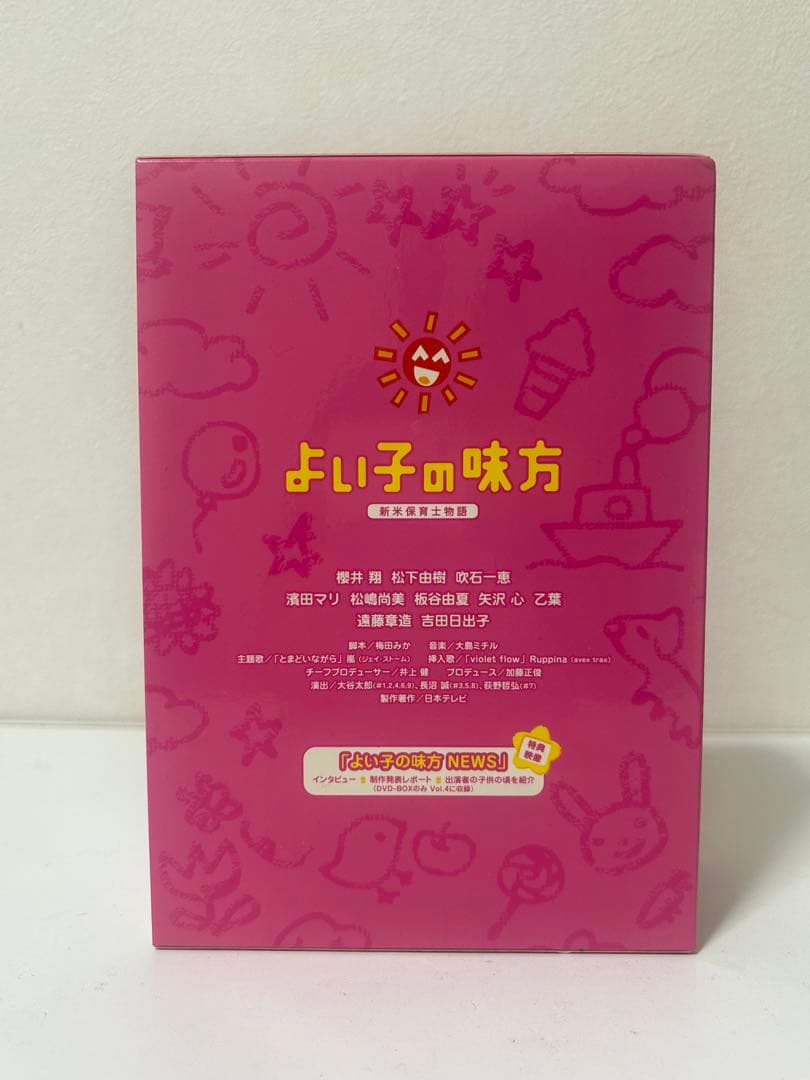 よい子の味方
新米保育士物語
櫻井 翔 松下由樹 吹石一恵
濱田マリ 松嶋尚美 板谷由夏 矢沢 心 乙葉
遠藤章造 吉田日出子
脚本／梅田みか 音楽／大島ミチル
主題歌／「とまどいながら」嵐(ジェイ・ストーム) 挿入歌／「violet flow」Ruppina(avex trax)
チーフプロデューサー／井上 健 プロデュース／加藤正俊
演出／大谷太郎(#1,2,4,6,9)、長沼 誠(#3,5,8)、荻野哲弘(#7)
製作著作／日本テレビ
「よい子の味方 NEWS」
特典
映像
インタビュー 制作発表レポート 出演者の子供の頃を紹介
(DVD-BOXのみ Vol.4に収録)